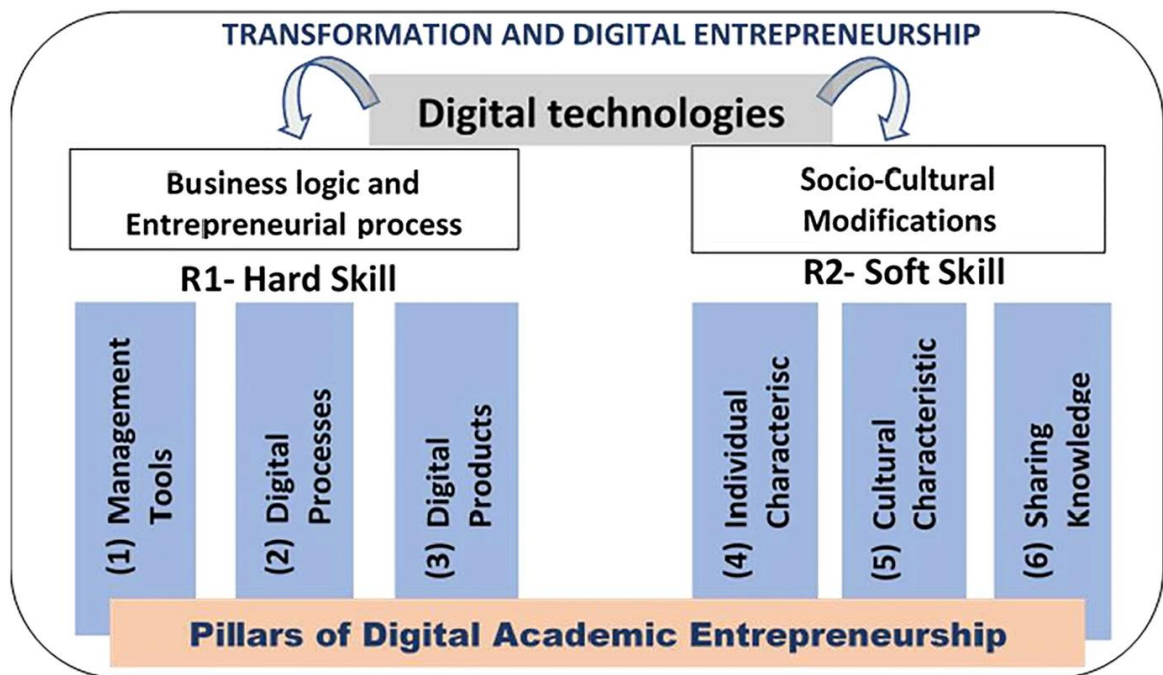 TRANSFORMATION AND DIGITAL ENTREPRENEURSHIP
Digital technologies
Business logic and
Entrepreneurial process
R1- Hard Skill
(1) Management
Tools
(2) Digital
Processes
(3) Digital
Products
Socio-Cultural
Modifications
R2- Soft Skill
(4) Individual
Characterisc
(5) Cultural
Characteristic
(6) Sharing
Knowledge
Pillars of Digital Academic Entrepreneurship